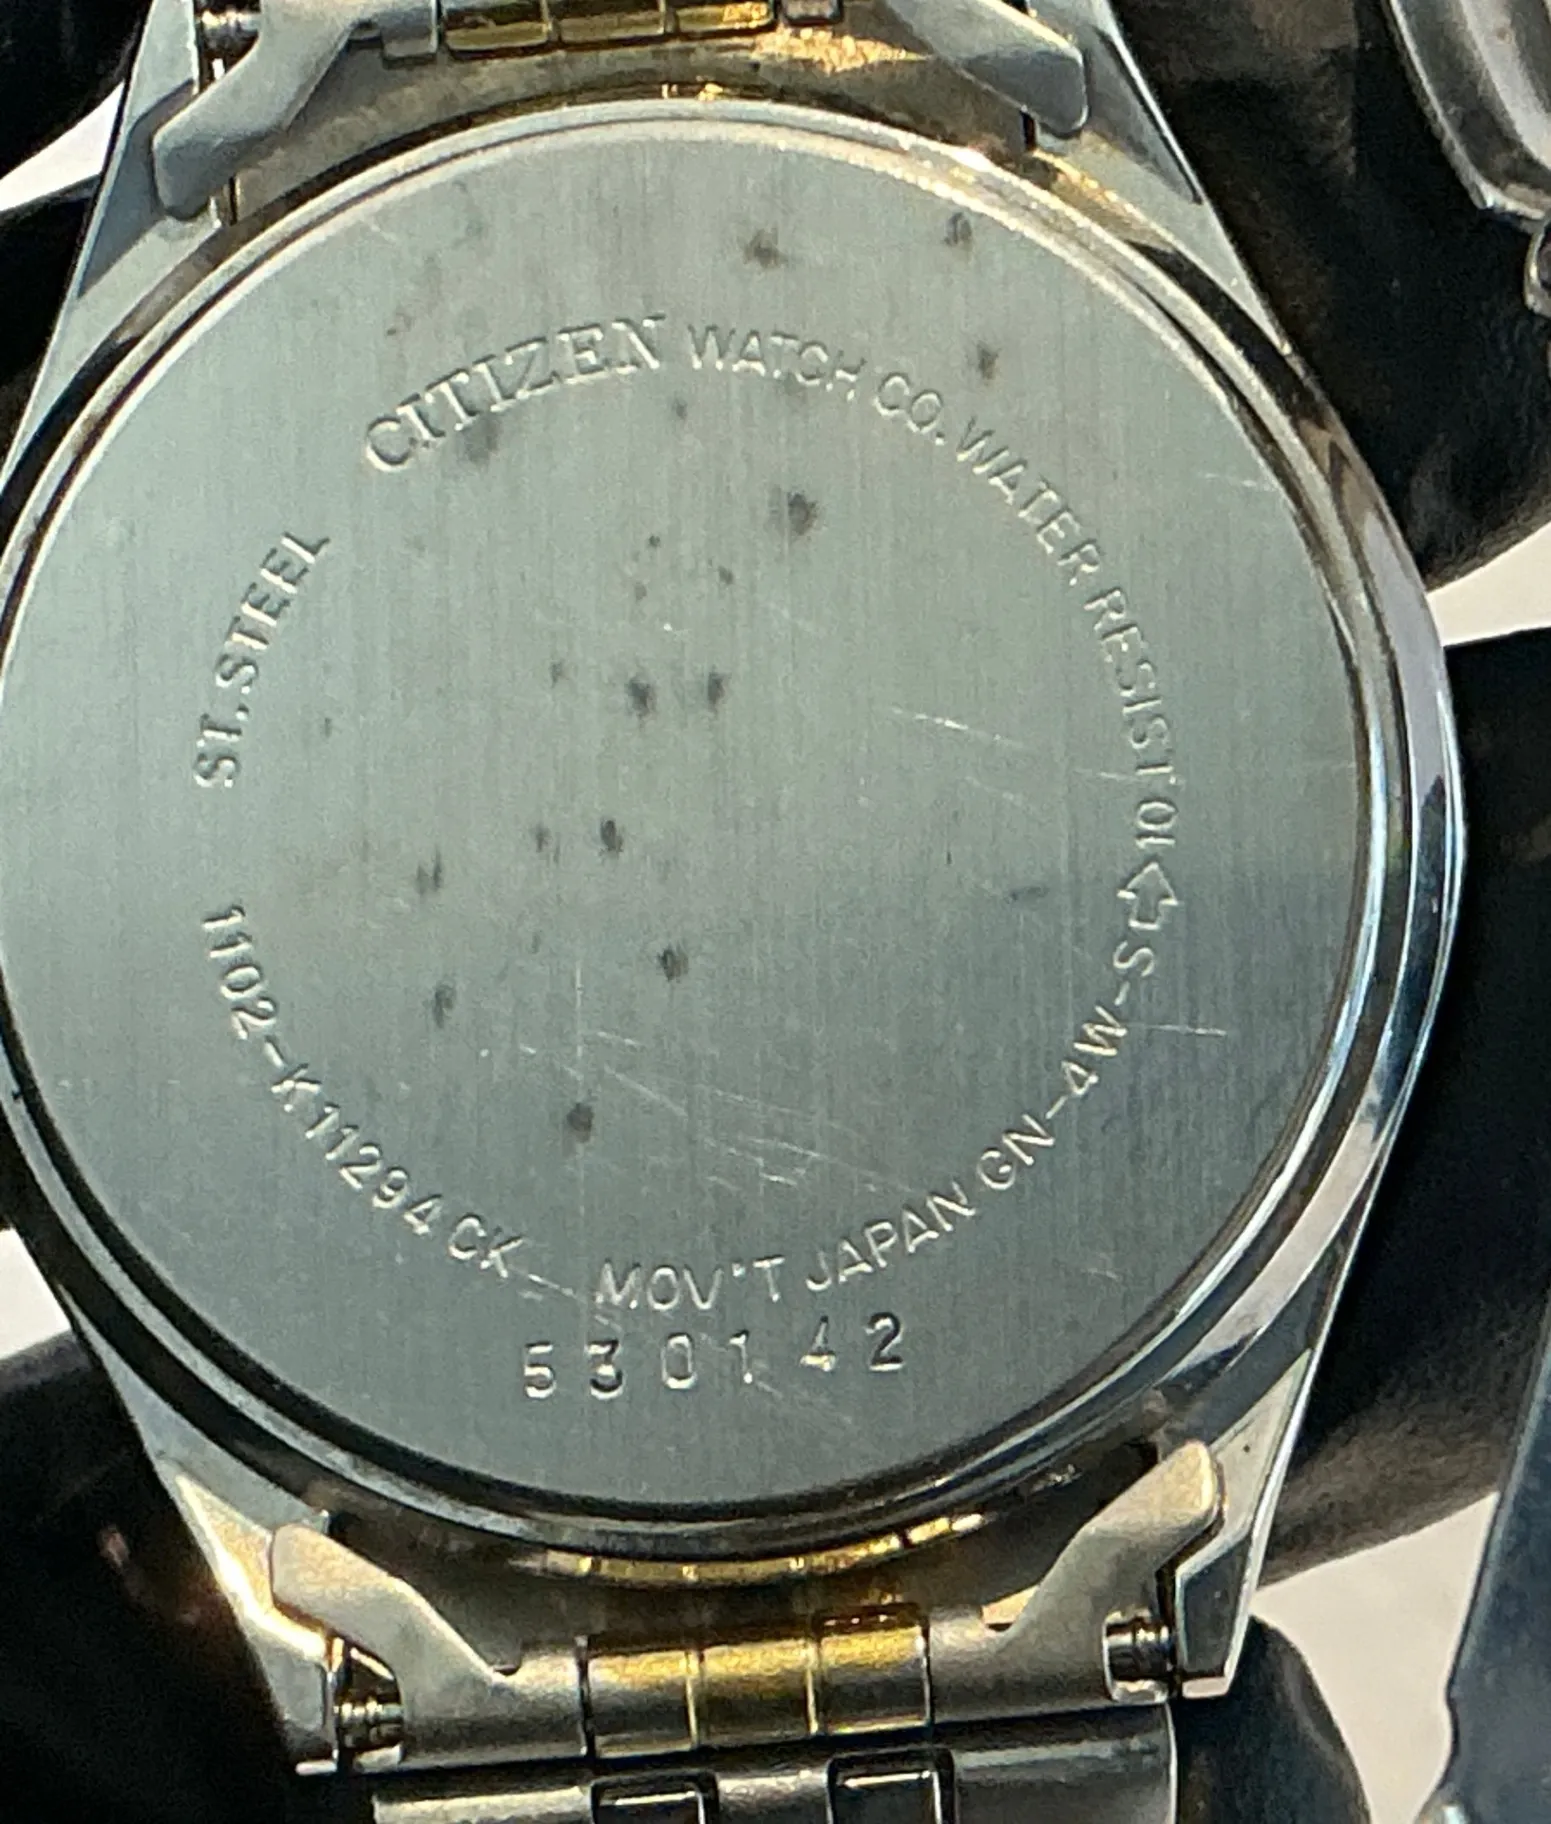 CITIZEN WATCH CO. WATER RESIST 10 GN-4W-S
MOV'T JAPAN
1102-K11294 CK
ST.STEEL
530142